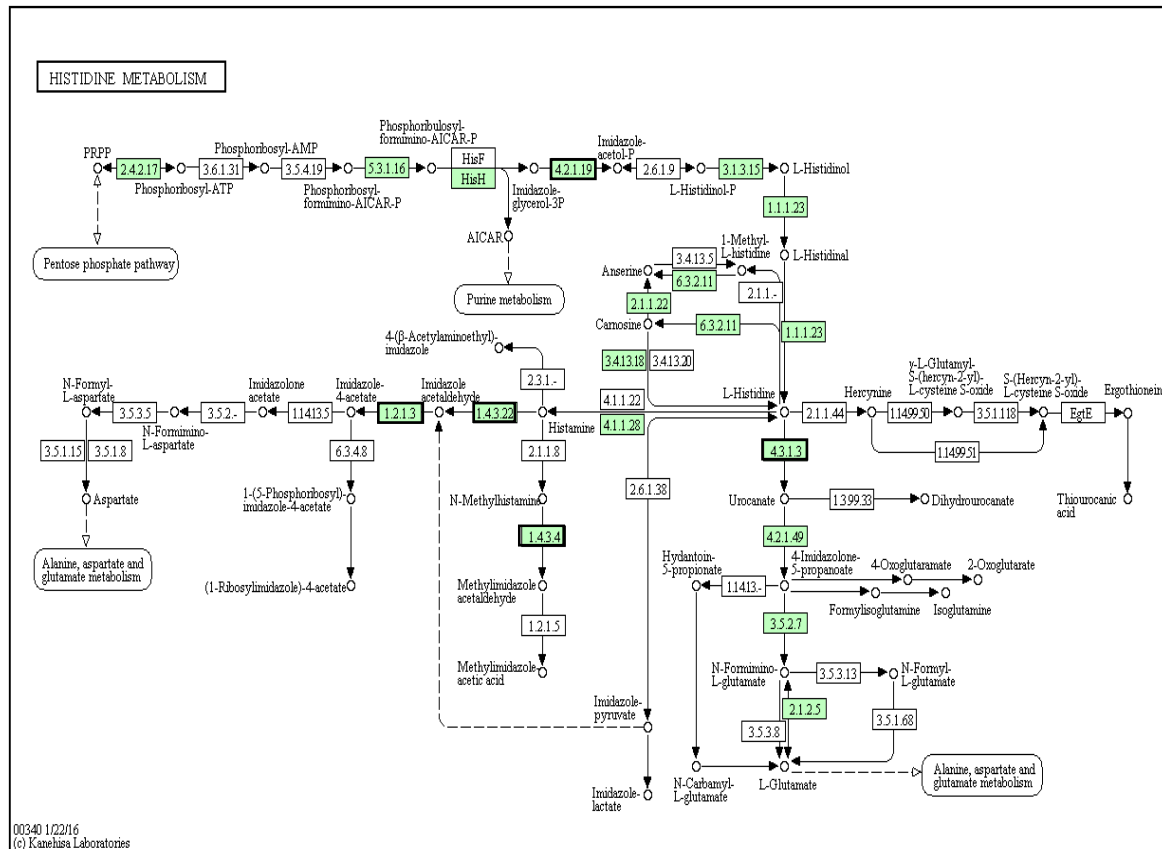 HISTIDINE METABOLISM
Phosphoribulosyl-
formimino-AICAR-P
Phosphoribosyl-AMP
Imidazole-
acetol-P
PRPP
2.4.2.17
3.6.1.31
3.5.4.19
5.3.1.16
HisF
HisH
4.2.1.19
2.6.1.9
3.1.3.15
L-Histidinol
Phosphoribosyl-ATP
Phosphoribosyl-
formimino-AICAR-P
Imidazole-
glycerol-3P
L-Histidinol-P
1.1.1.23
AICAR
1-Methyl-
L-histidine
L-Histidinal
Pentose phosphate pathway
Purine metabolism
Anserine
3.4.13.5
6.3.2.11
2.1.1.-
2.1.1.22
Carnosine
6.3.2.11
1.1.1.23
4-(β-Acetylaminoethyl)-
imidazole
3.4.13.18
3.4.13.20
2.3.1.-
N-Formyl-
L-aspartate
Imidazolone
acetate
Imidazole-
4-acetate
Imidazole
acetaldehyde
γ-L-Glutamyl-
S-(hercyn-2-yl)-
L-cysteine S-oxide
S-(Hercyn-2-yl)-
L-cysteine S-oxide
Ergothionein
L-Histidine
Hercynine
3.5.3.5
3.5.2.-
1.14.13.5
1.2.1.3
1.4.3.22
4.1.1.22
4.1.1.28
Histamine
2.1.1.44
1.14.99.50
3.5.1.118
EgtE
1.14.99.51
N-Formimino-
L-aspartate
3.5.1.15
3.5.1.8
6.3.4.8
2.1.1.8
4.3.1.3
2.6.1.38
Aspartate
1-(5-Phosphoribosyl)-
imidazole-4-acetate
N-Methylhistamine
Urocanate
1.3.99.33
Dihydrourocanate
Thiourocanic
acid
1.4.3.4
4.2.1.49
Alanine, aspartate and
glutamate metabolism
(1-Ribosylimidazole)-4-acetate
Methylimidazole
acetaldehyde
Hydantoin-
5-propionate
4-Imidazolone-
5-propanoate
4-Oxoglutaramate
2-Oxoglutarate
1.14.13.-
Formylisoglutamine
Isoglutamine
1.2.1.5
3.5.2.7
Methylimidazole
acetic acid
N-Formimino-
L-glutamate
3.5.3.13
N-Formyl-
L-glutamate
Imidazole-
pyruvate
2.1.2.5
3.5.3.8
3.5.1.68
N-Carbamyl-
L-glutamate
L-Glutamate
Alanine, aspartate and
glutamate metabolism
Imidazole-
lactate
00340 1/22/16
(c) Kanehisa Laboratories